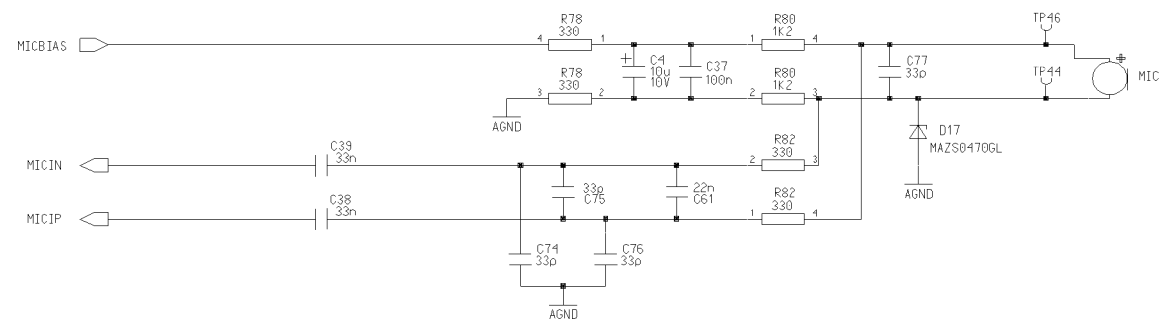 R78
330
R80
1K2
TP46
MICBIAS
4
1
1
4
C4
10u
10V
C37
100n
C77
33p
MIC
R78
330
R80
1K2
TP44
3
2
2
3
AGND
D17
MAZS0470GL
AGND
C39
33n
R82
330
MICIN
2
3
33p
C75
22n
C61
C38
33n
R82
330
MICIP
1
4
C74
33p
C76
33p
AGND